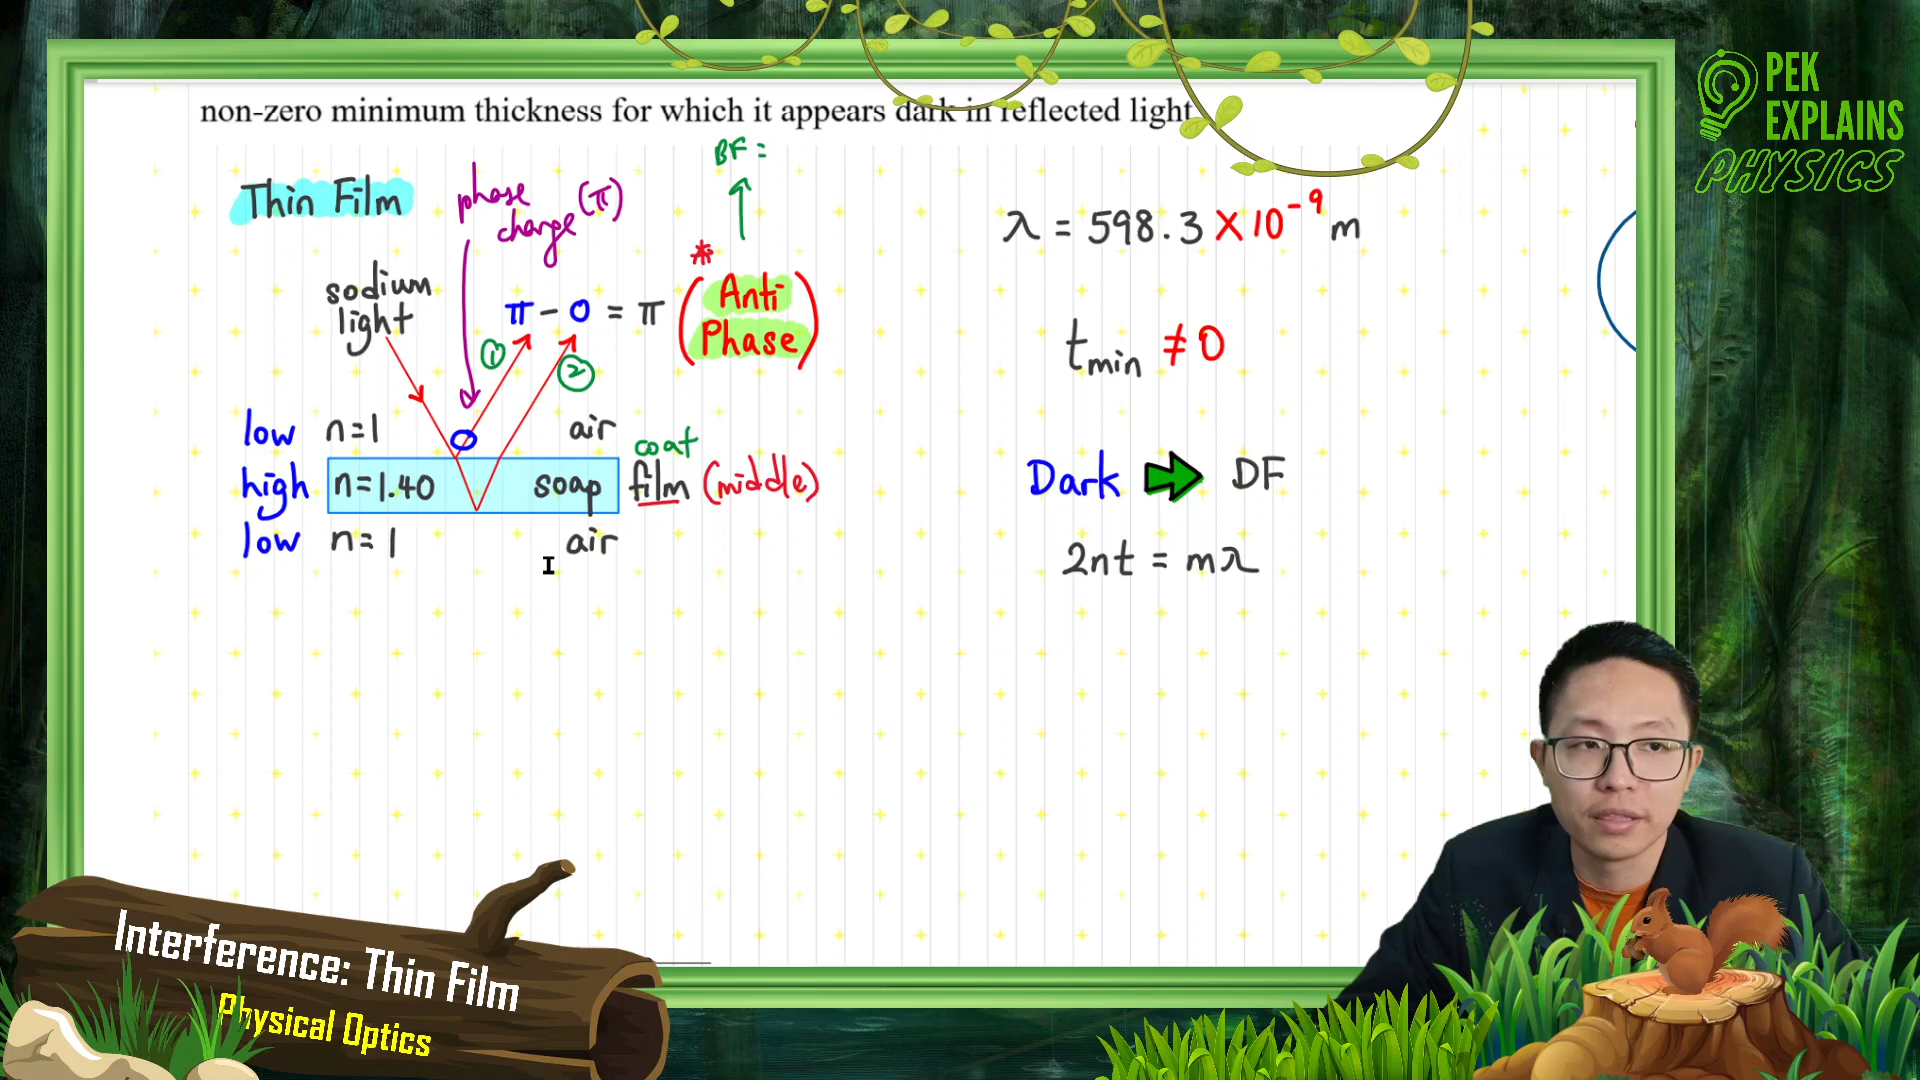 non-zero minimum thickness for which it appears dark in reflected light
PEK
EXPLAINS
PHYSICS
Thin Film
phase
change (π)
BF =
λ = 598.3 × 10⁻⁹ m
sodium
light
π - 0 = π
*
(Anti
Phase)
①
②
t min ≠ 0
low n=1 air
coat
high n=1.40 soap film (middle)
low n=1 air
Dark DF
2nt = mλ
Interference: Thin Film
Physical Optics